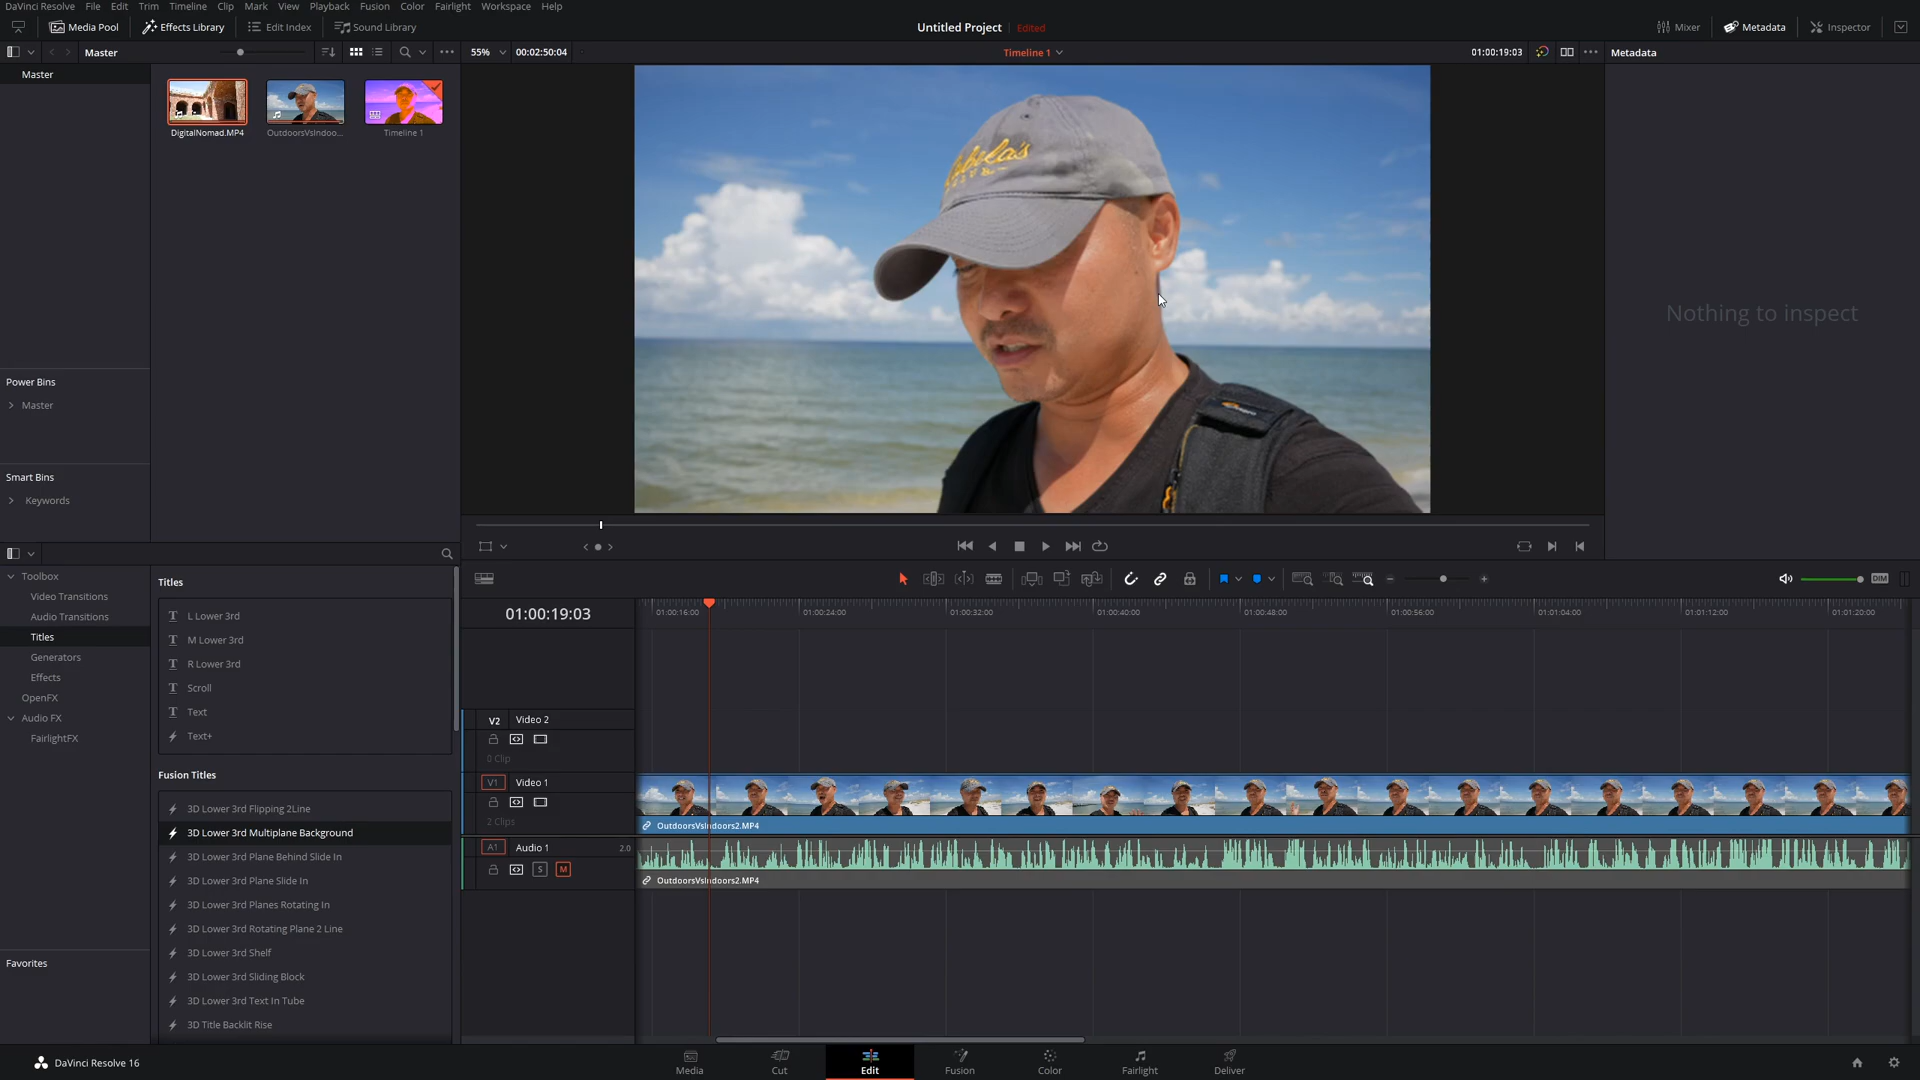 DaVinci Resolve File Edit Trim Timeline Clip Mark View Playback Fusion Color Fairlight Workspace Help
Media Pool Effects Library Edit Index Sound Library Untitled Project Edited Mixer Metadata Inspector
Master 55% 00:02:50:04 Timeline 1 01:00:19:03 Metadata
Master
DigitalNomad.MP4 OutdoorsVsIndoo... Timeline 1
Cabela's
Nothing to inspect
Power Bins
Master
Smart Bins
Keywords
Toolbox
Video Transitions
Audio Transitions
Titles
Generators
Effects
OpenFX
Audio FX
FairlightFX
Favorites
Titles
L Lower 3rd
M Lower 3rd
R Lower 3rd
Scroll
Text
Text+
Fusion Titles
3D Lower 3rd Flipping 2Line
3D Lower 3rd Multiplane Background
3D Lower 3rd Plane Behind Slide In
3D Lower 3rd Plane Slide In
3D Lower 3rd Planes Rotating In
3D Lower 3rd Rotating Plane 2 Line
3D Lower 3rd Shelf
3D Lower 3rd Sliding Block
3D Lower 3rd Text In Tube
3D Title Backlit Rise
DIM
01:00:19:03 01:00:16:00 01:00:24:00 01:00:32:00 01:00:40:00 01:00:48:00 01:00:56:00 01:01:04:00 01:01:12:00 01:01:20:00
V2 Video 2
0 Clip
V1 Video 1
2 Clips
OutdoorsVsIndoors2.MP4
A1 Audio 1 2.0
S M
OutdoorsVsIndoors2.MP4
DaVinci Resolve 16 Media Cut Edit Fusion Color Fairlight Deliver